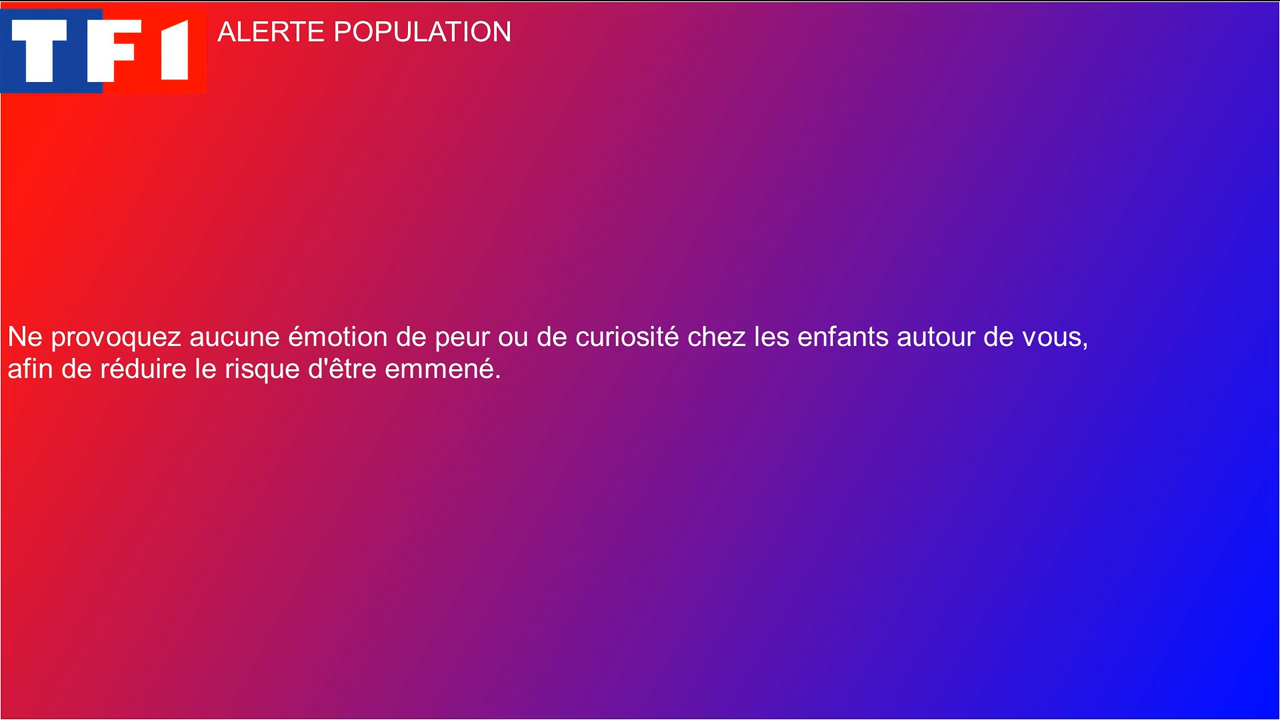 TF1
ALERTE POPULATION
Ne provoquez aucune émotion de peur ou de curiosité chez les enfants autour de vous,
afin de réduire le risque d'être emmené.